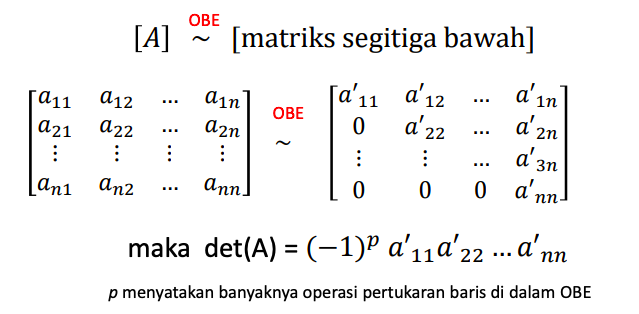 [A] OBE ~ [matriks segitiga bawah]
[a₁₁ a₁₂ ... a₁ₙ] OBE [a′₁₁ a′₁₂ ... a′₁ₙ]
[a₂₁ a₂₂ ... a₂ₙ] ~ [0 a′₂₂ ... a′₂ₙ]
[⋮ ⋮ ⋮ ⋮] [⋮ ⋮ ... a′₃ₙ]
[aₙ₁ aₙ₂ ... aₙₙ] [0 0 0 a′ₙₙ]
maka det(A) = (−1)ᵖ a′₁₁a′₂₂ ... a′ₙₙ
p menyatakan banyaknya operasi pertukaran baris di dalam OBE